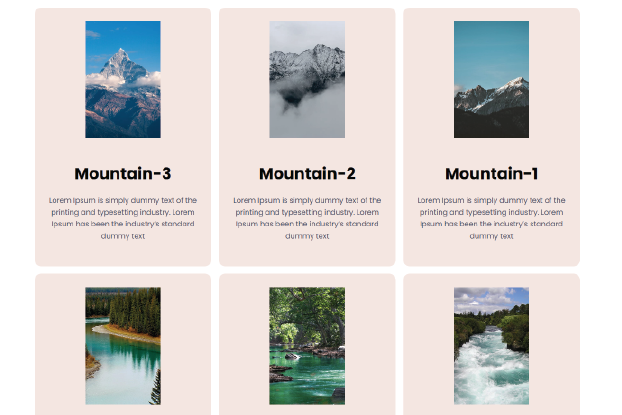 Mountain-3
Lorem Ipsum is simply dummy text of the
printing and typesetting industry. Lorem
Ipsum has been the industry's standard
dummy text
Mountain-2
Lorem Ipsum is simply dummy text of the
printing and typesetting industry. Lorem
Ipsum has been the industry's standard
dummy text
Mountain-1
Lorem Ipsum is simply dummy text of the
printing and typesetting industry. Lorem
Ipsum has been the industry's standard
dummy text